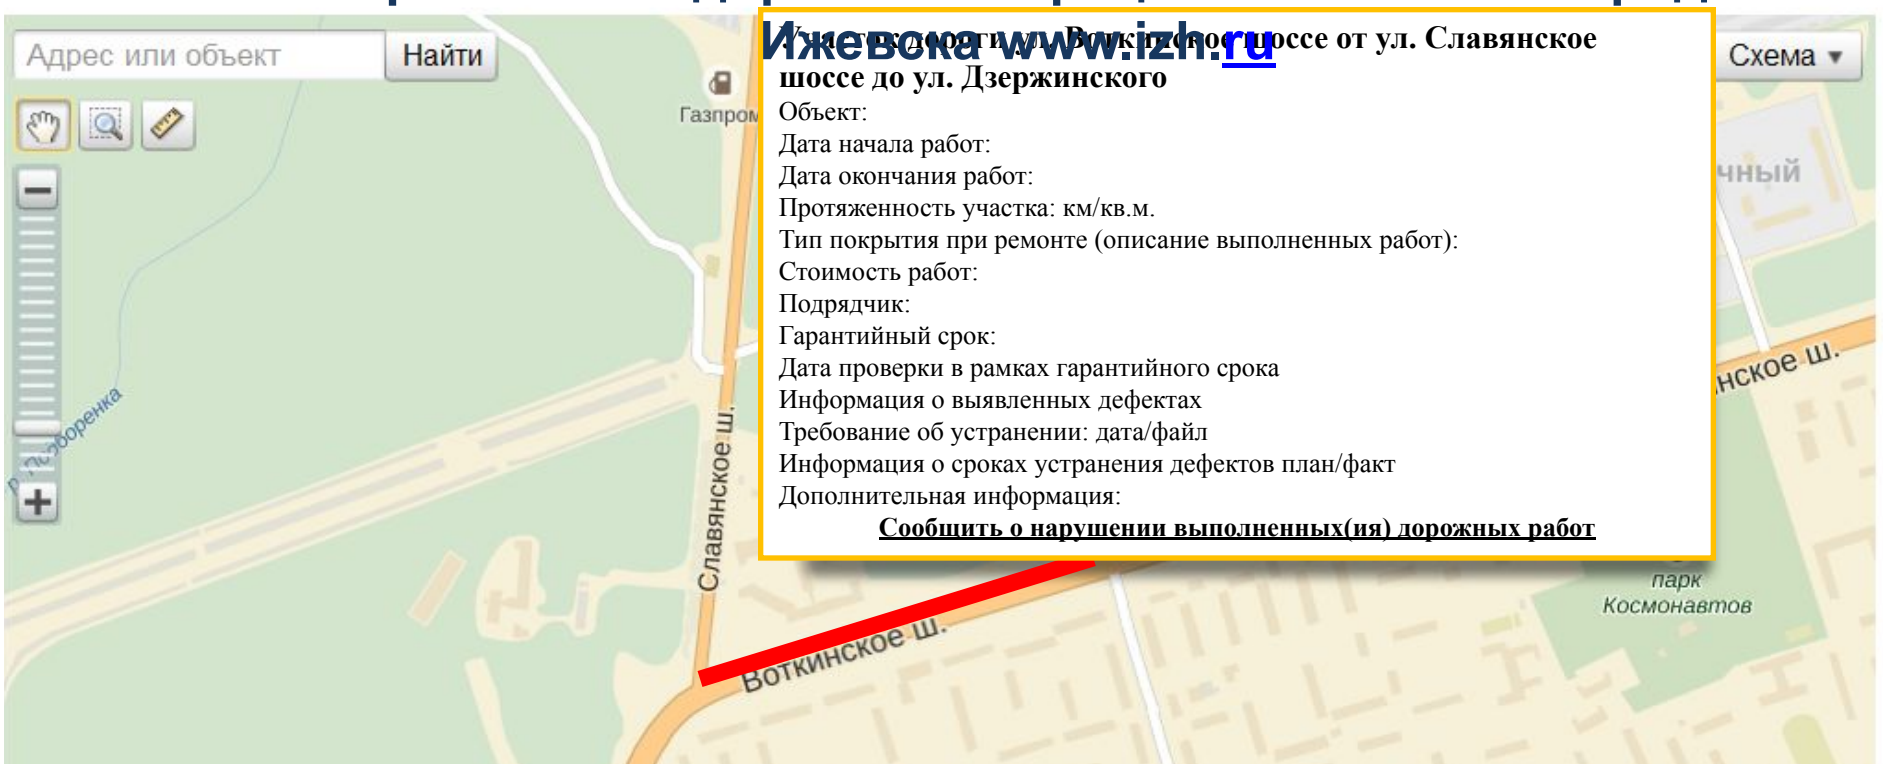 Ижевска www.izh.ru
Адрес или объект
Найти
Схема
Газпром
Участок дороги ул. Воткинское шоссе от ул. Славянское
шоссе до ул. Дзержинского
Объект:
Дата начала работ:
Дата окончания работ:
Протяженность участка: км/кв.м.
Тип покрытия при ремонте (описание выполненных работ):
Стоимость работ:
Подрядчик:
Гарантийный срок:
Дата проверки в рамках гарантийного срока
Информация о выявленных дефектах
Требование об устранении: дата/файл
Информация о сроках устранения дефектов план/факт
Дополнительная информация:
Сообщить о нарушении выполненных(ия) дорожных работ
чный
нское ш.
Славянское ш.
Воткинское ш.
парк
Космонавтов